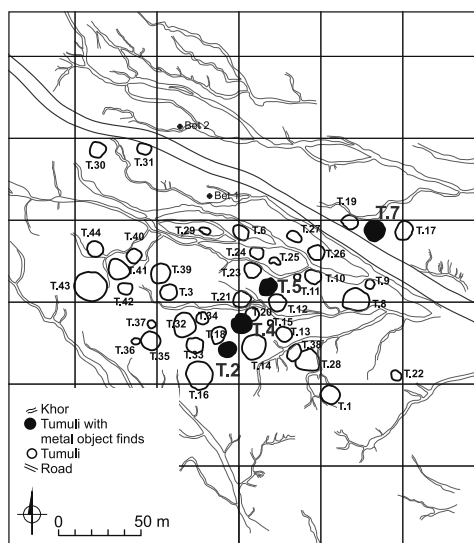 Bet 2
T.30
T.31
Bet 1
T.19
T.7
T.17
T.29
T.6
T.27
T.44
T.40
T.24
T.25
T.26
T.41
T.39
T.23
T.5
T.10
T.9
T.43
T.42
T.3
T.11
T.8
T.21
T.12
T.34
T.20
T.37
T.32
T.18
T.4
T.15
T.13
T.36
T.35
T.33
T.2
T.14
T.38
T.28
T.22
T.16
T.1
Khor
Tumuli with
metal object finds
Tumuli
Road
0 50 m